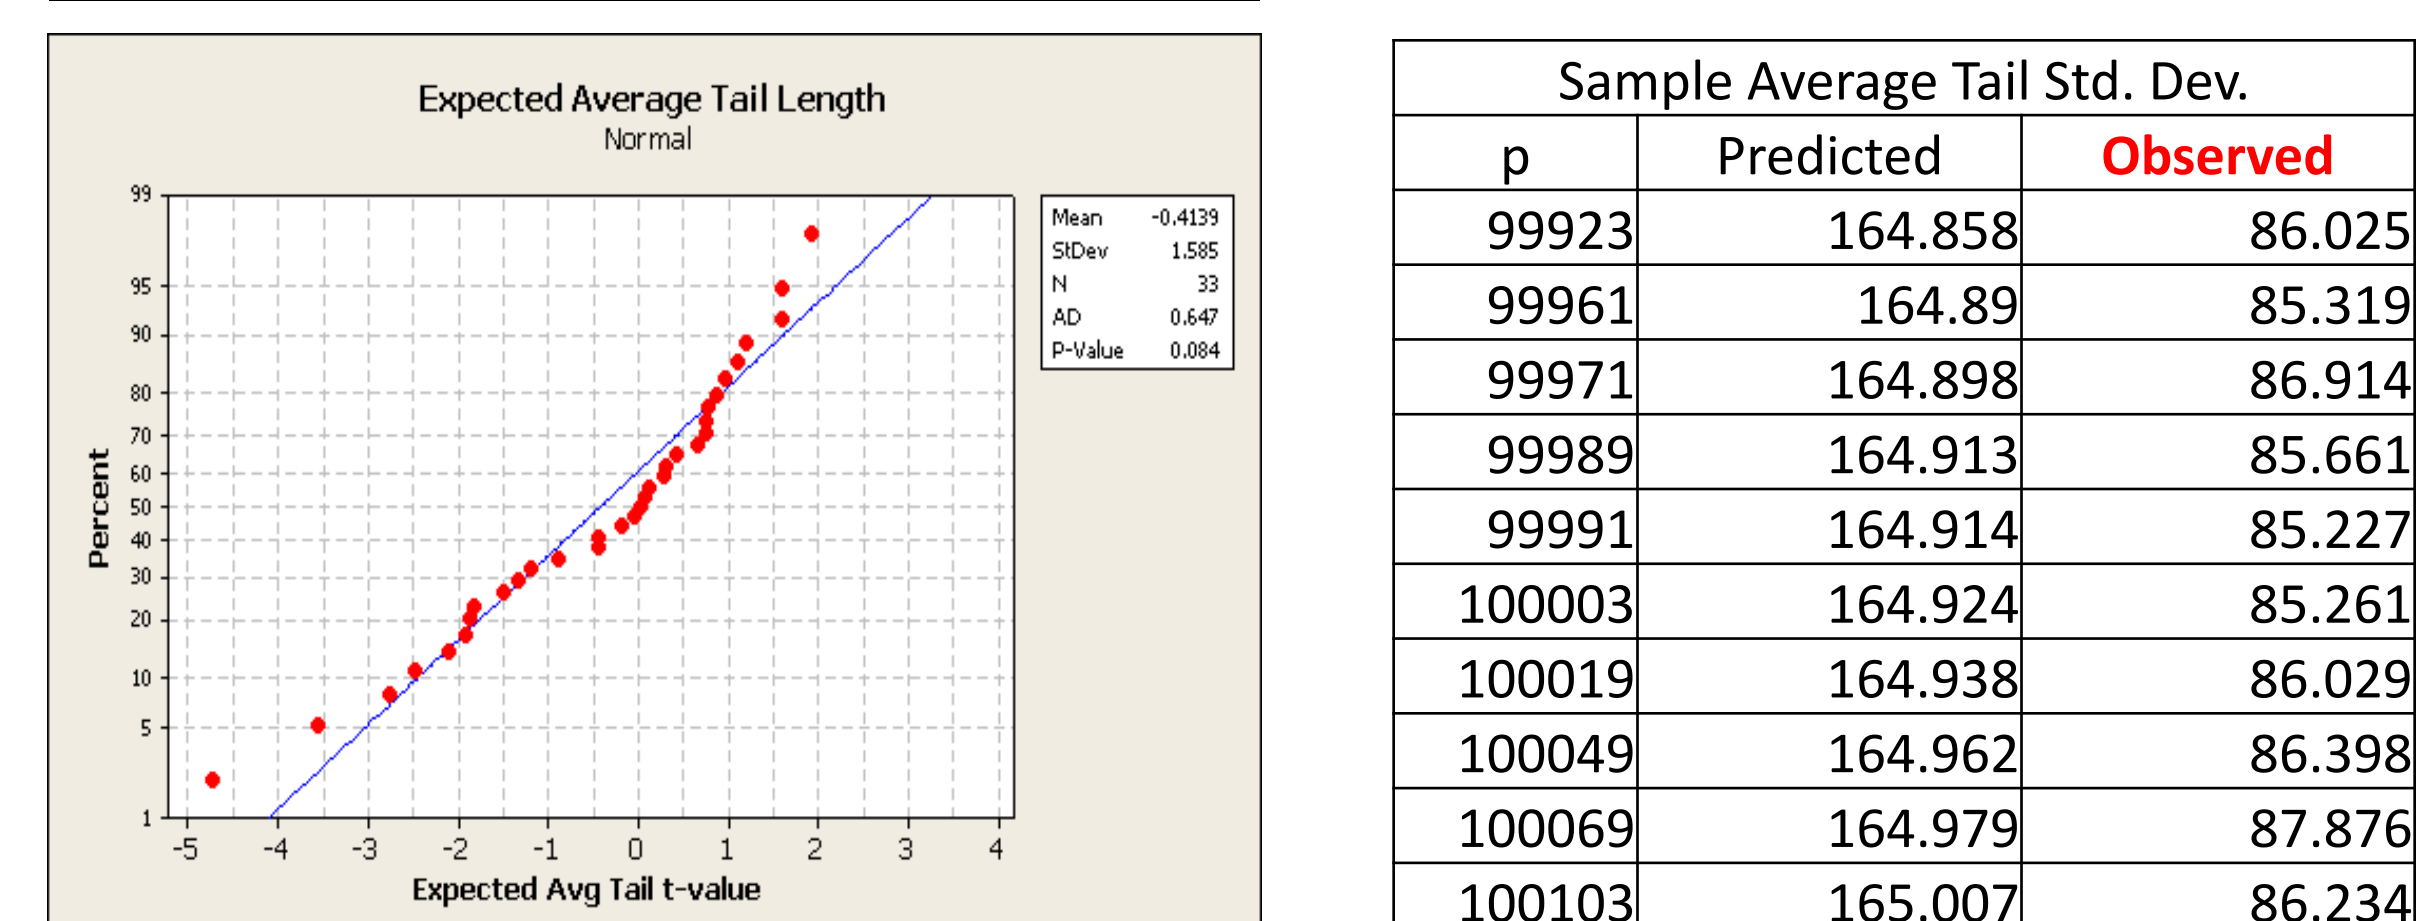 Expected Average Tail Length
Normal
99
95
90
80
70
60
50
40
30
20
10
5
1
Percent
-5 -4 -3 -2 -1 0 1 2 3 4
Expected Avg Tail t-value
Mean -0.4139
StDev 1.585
N 33
AD 0.647
P-Value 0.084
Sample Average Tail Std. Dev.
p Predicted Observed
99923 164.858 86.025
99961 164.89 85.319
99971 164.898 86.914
99989 164.913 85.661
99991 164.914 85.227
100003 164.924 85.261
100019 164.938 86.029
100049 164.962 86.398
100069 164.979 87.876
100103 165.007 86.234